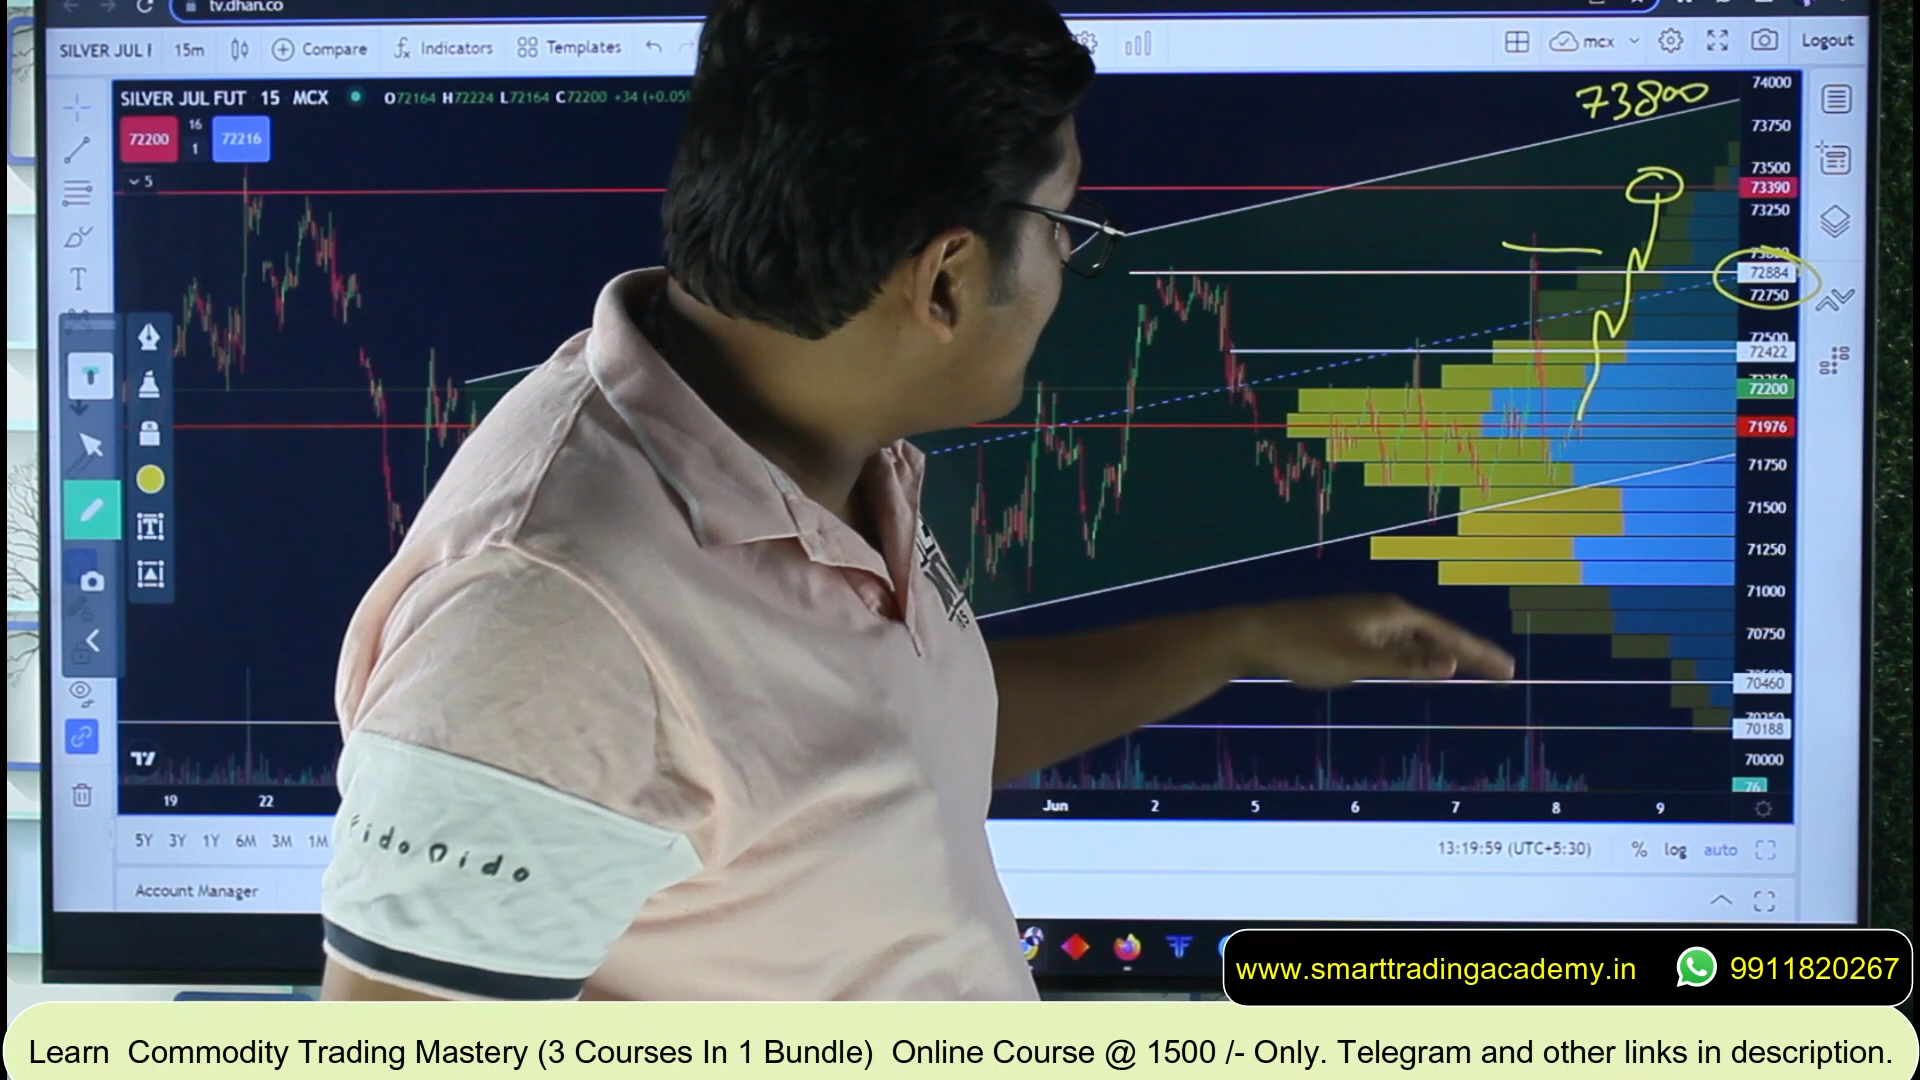 tv.dhan.co
SILVER JUL F 15m Compare Indicators Templates mcx Logout
SILVER JUL FUT 15 MCX O72164 H72224 L72164 C72200 +34 (+0.05%
72200 16 1 72216
5
73800
74000
73750
73500
73390
73250
72884
72750
72500
72422
72200
71976
71750
71500
71250
71000
70750
70460
70188
70000
76
19 22 Jun 2 5 6 7 8 9
5Y 3Y 1Y 6M 3M 1M
13:19:59 (UTC+5:30) % log auto
Account Manager
Fido Dido
www.smarttradingacademy.in 9911820267
Learn Commodity Trading Mastery (3 Courses In 1 Bundle) Online Course @ 1500 /- Only. Telegram and other links in description.